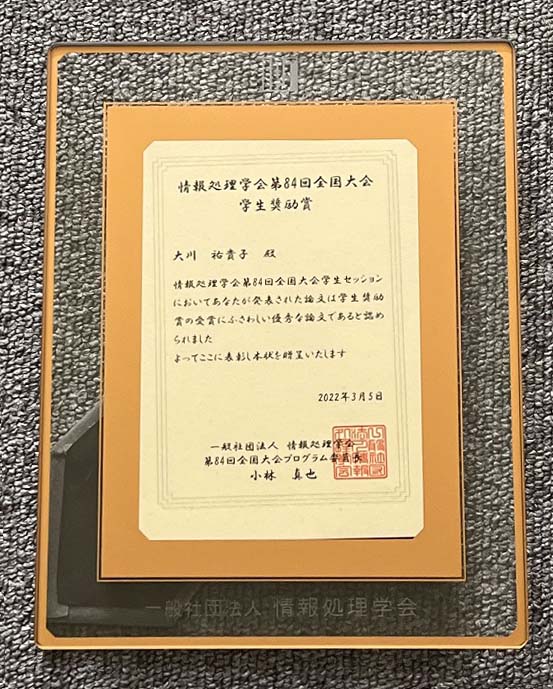 情報処理学会第84回全国大会
学生奨励賞
大川 祐貴子 殿
情報処理学会第84回全国大会学生セッション
においてあなたが発表された論文は学生奨励
賞の受賞にふさわしい優秀な論文であると認め
られました
よってここに表彰し本状を贈呈いたします
2022年3月5日
一般社団法人 情報処理学会
第84回全国大会プログラム委員長
小林 真也
一般社団法人 情報処理学会